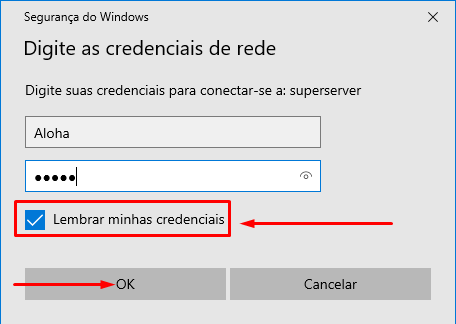 Segurança do Windows
Digite as credenciais de rede
Digite suas credenciais para conectar-se a: superserver
Aloha
●●●●●
Lembrar minhas credenciais
OK
Cancelar